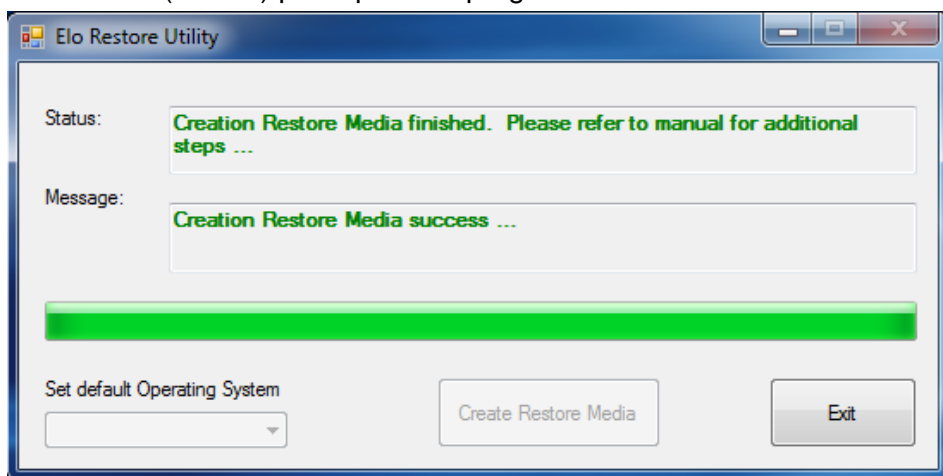 Elo Restore Utility
Status:
Creation Restore Media finished. Please refer to manual for additional
steps ...
Message:
Creation Restore Media success ...
Set default Operating System
Create Restore Media
Exit